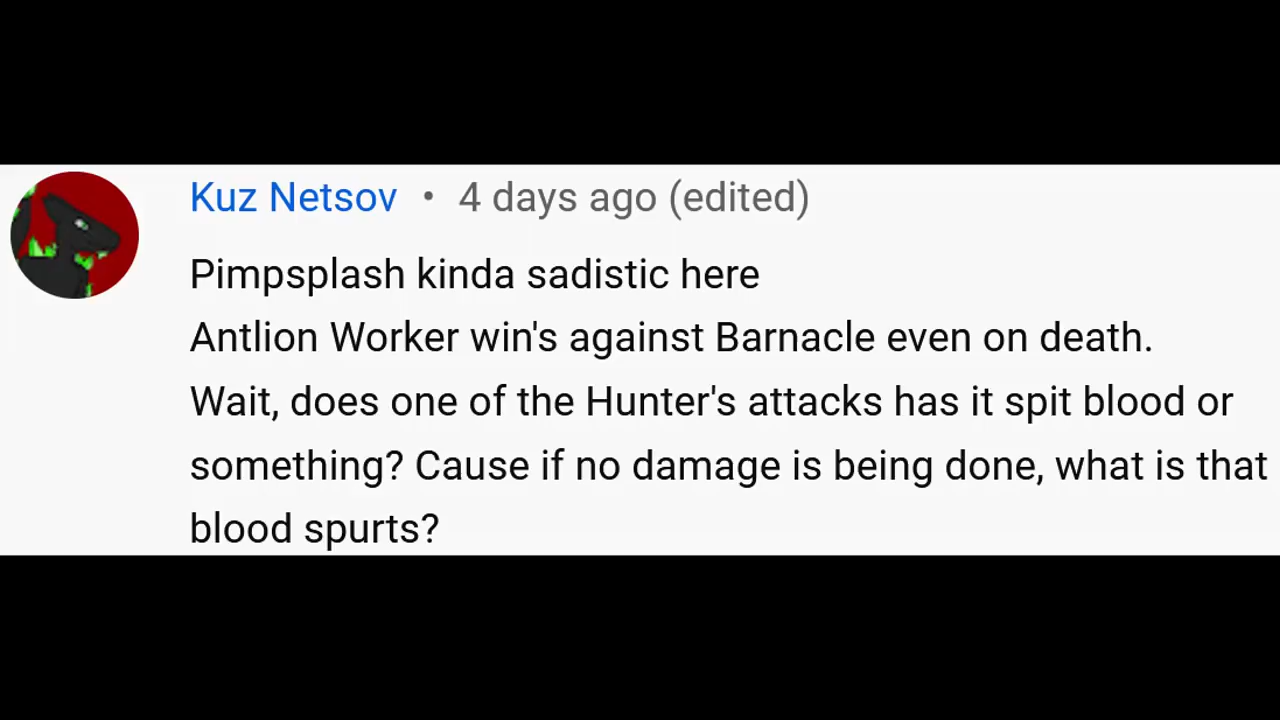 Kuz Netsov • 4 days ago (edited)
Pimpsplash kinda sadistic here
Antlion Worker win's against Barnacle even on death.
Wait, does one of the Hunter's attacks has it spit blood or
something? Cause if no damage is being done, what is that
blood spurts?